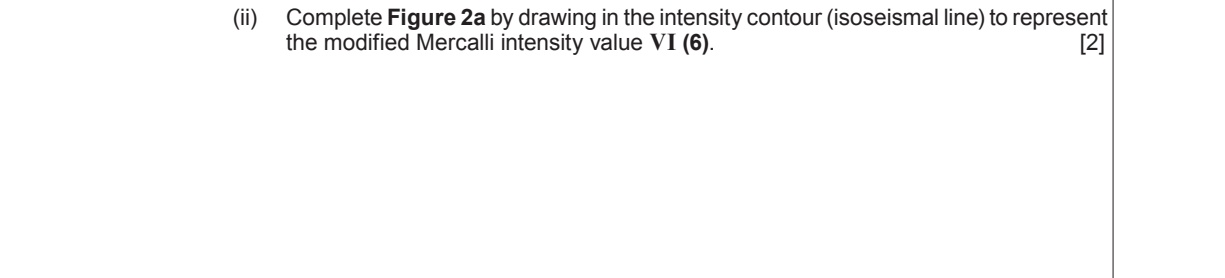 (ii) Complete Figure 2a by drawing in the intensity contour (isoseismal line) to represent
the modified Mercalli intensity value VI (6). [2]